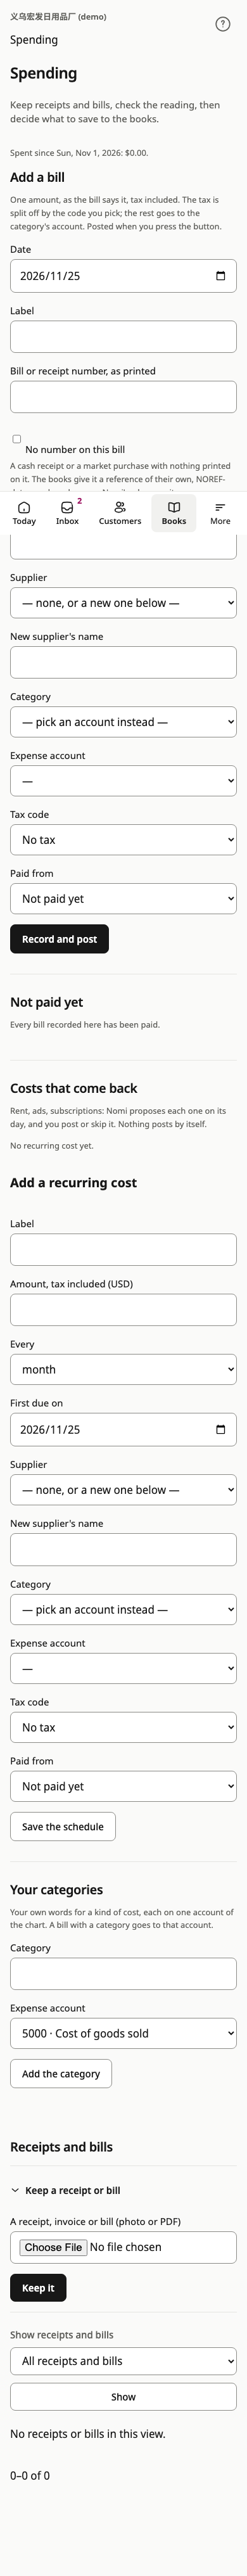 义乌宏发日用品厂 (demo)
Spending
Spending
Keep receipts and bills, check the reading, then
decide what to save to the books.
Spent since Sun, Nov 1, 2026: $0.00.
Add a bill
One amount, as the bill says it, tax included. The tax is
split off by the code you pick; the rest goes to the
category's account. Posted when you press the button.
Date
2026/11/25
Label
Bill or receipt number, as printed
No number on this bill
A cash receipt or a market purchase with nothing printed
on it. The books give it a reference of their own, NOREF-
2
Today
Inbox
Customers
Books
More
Supplier
— none, or a new one below —
New supplier's name
Category
— pick an account instead —
Expense account
—
Tax code
No tax
Paid from
Not paid yet
Record and post
Not paid yet
Every bill recorded here has been paid.
Costs that come back
Rent, ads, subscriptions: Nomi proposes each one on its
day, and you post or skip it. Nothing posts by itself.
No recurring cost yet.
Add a recurring cost
Label
Amount, tax included (USD)
Every
month
First due on
2026/11/25
Supplier
— none, or a new one below —
New supplier's name
Category
— pick an account instead —
Expense account
—
Tax code
No tax
Paid from
Not paid yet
Save the schedule
Your categories
Your own words for a kind of cost, each on one account of
the chart. A bill with a category goes to that account.
Category
Expense account
5000 · Cost of goods sold
Add the category
Receipts and bills
Keep a receipt or bill
A receipt, invoice or bill (photo or PDF)
Choose File No file chosen
Keep it
Show receipts and bills
All receipts and bills
Show
No receipts or bills in this view.
0–0 of 0